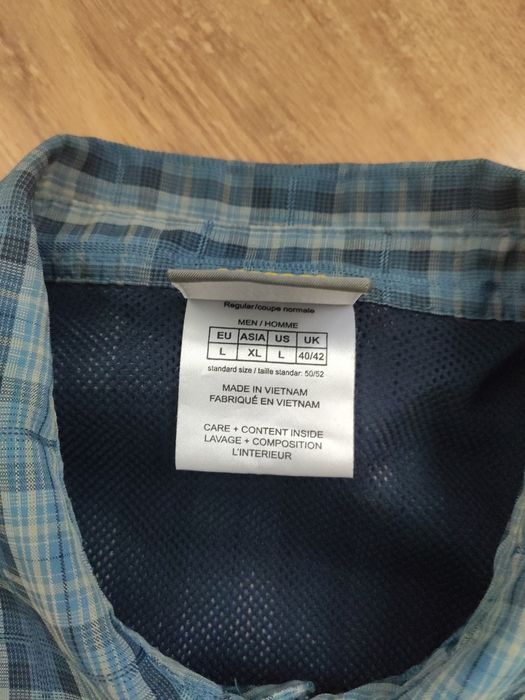 Regular/coupe normale
MEN / HOMME
EU ASIA US UK
L XL L 40/42
standard size / taille standar: 50/52
MADE IN VIETNAM
FABRIQUÉ EN VIETNAM
CARE + CONTENT INSIDE
LAVAGE + COMPOSITION
L'INTERIEUR